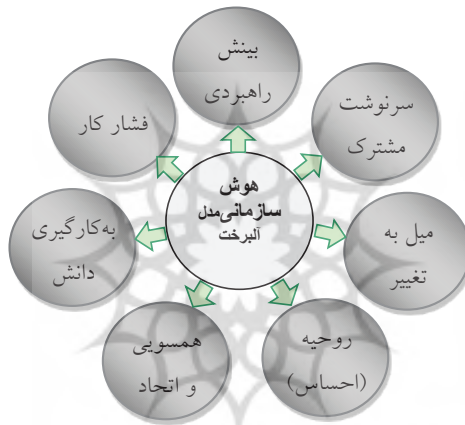 بینش
راهبردی
سرنوشت
مشترک
میل به
تغییر
روحیه
(احساس)
همسویی
و اتحاد
به‌کارگیری
دانش
فشار کار
هوش
سازمانی‌مدل
آلبرخت